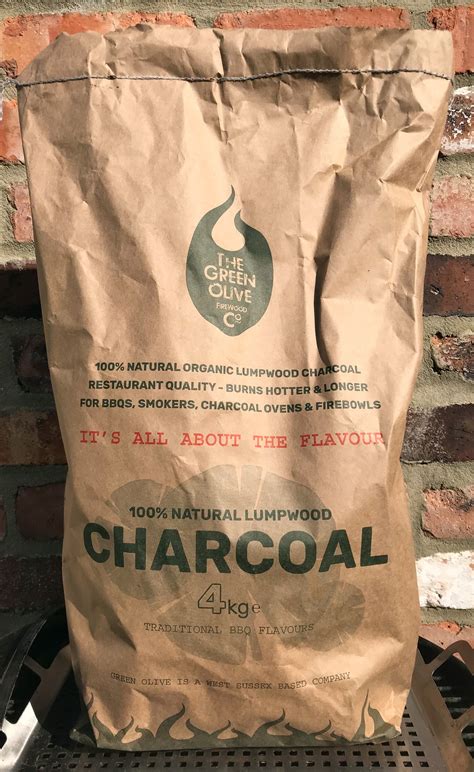 THE
GREEN
OLIVE
FIREWOOD
Co
100% NATURAL ORGANIC LUMPWOOD CHARCOAL
RESTAURANT QUALITY - BURNS HOTTER & LONGER
FOR BBQS, SMOKERS, CHARCOAL OVENS & FIREBOWLS
IT'S ALL ABOUT THE FLAVOUR
100% NATURAL LUMPWOOD
CHARCOAL
4kg e
TRADITIONAL BBQ FLAVOURS
GREEN OLIVE IS A WEST SUSSEX BASED COMPANY